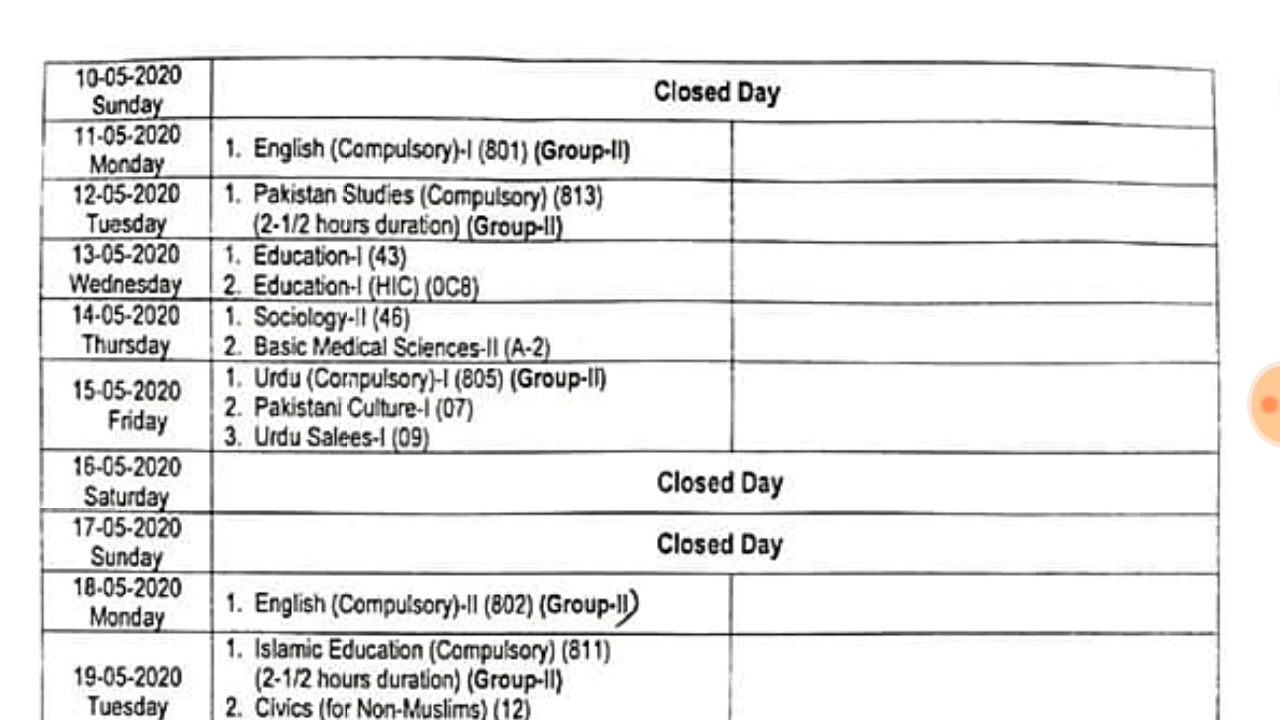 10-05-2020
Sunday
Closed Day
11-05-2020
Monday
1. English (Compulsory)-I (801) (Group-II)
12-05-2020
Tuesday
1. Pakistan Studies (Compulsory) (813)
(2-1/2 hours duration) (Group-II)
13-05-2020
Wednesday
1. Education-I (43)
2. Education-I (HIC) (0C8)
14-05-2020
Thursday
1. Sociology-II (46)
2. Basic Medical Sciences-II (A-2)
15-05-2020
Friday
1. Urdu (Compulsory)-I (805) (Group-II)
2. Pakistani Culture-I (07)
3. Urdu Salees-I (09)
16-05-2020
Saturday
Closed Day
17-05-2020
Sunday
Closed Day
18-05-2020
Monday
1. English (Compulsory)-II (802) (Group-II)
19-05-2020
Tuesday
1. Islamic Education (Compulsory) (811)
(2-1/2 hours duration) (Group-II)
2. Civics (for Non-Muslims) (12)